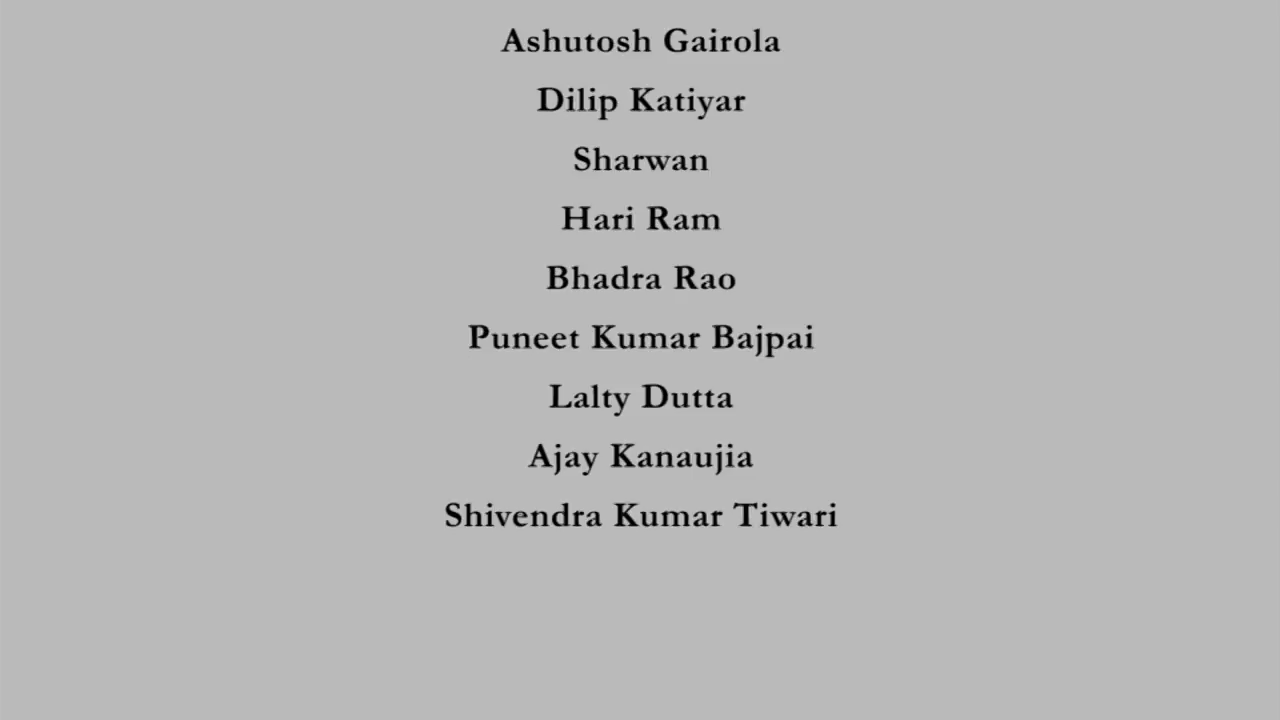 Ashutosh Gairola
Dilip Katiyar
Sharwan
Hari Ram
Bhadra Rao
Puneet Kumar Bajpai
Lalty Dutta
Ajay Kanaujia
Shivendra Kumar Tiwari